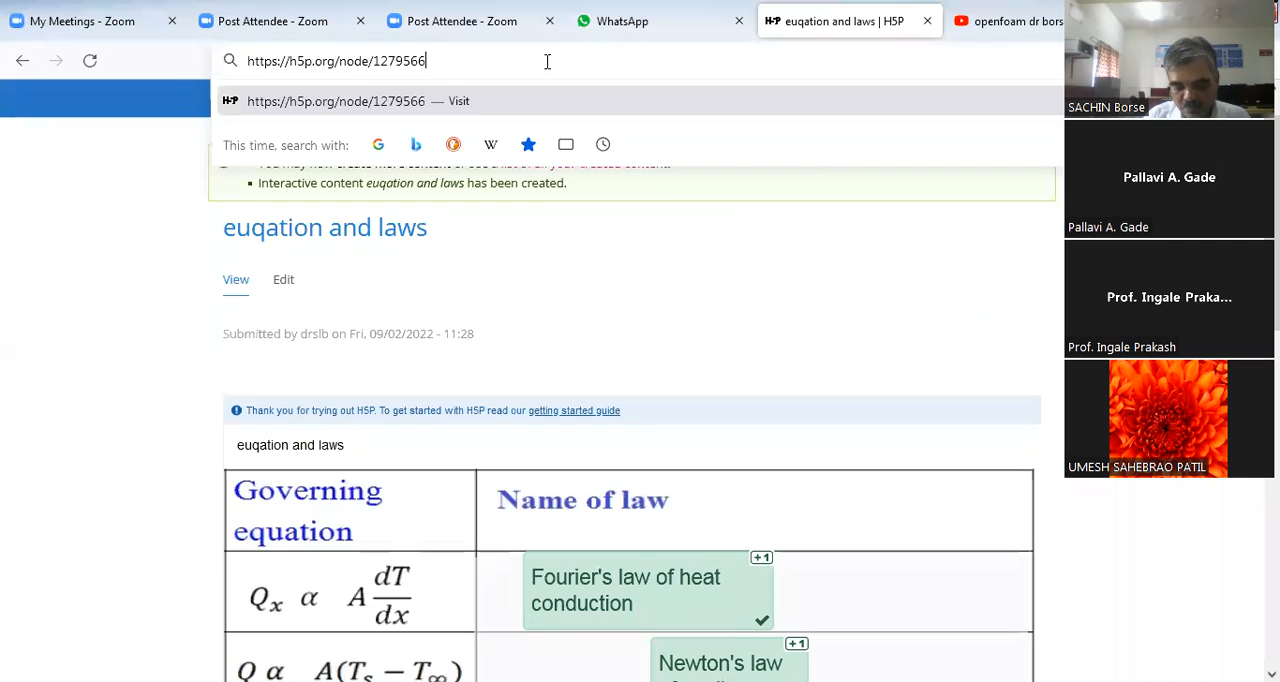 My Meetings - Zoom
Post Attendee - Zoom
Post Attendee - Zoom
WhatsApp
H-P euqation and laws | H5P
openfoam dr bors
https://h5p.org/node/1279566
H-P https://h5p.org/node/1279566 — Visit
This time, search with:
Interactive content euqation and laws has been created.
euqation and laws
View Edit
Submitted by drslb on Fri, 09/02/2022 - 11:28
Thank you for trying out H5P. To get started with H5P read our getting started guide
euqation and laws
Governing equation
Name of law
Qx α A dT/dx
+1
Fourier's law of heat
conduction
Q α A(Ts − T∞)
+1
Newton's law
SACHIN Borse
Pallavi A. Gade
Pallavi A. Gade
Prof. Ingale Praka...
Prof. Ingale Prakash
UMESH SAHEBRAO PATIL